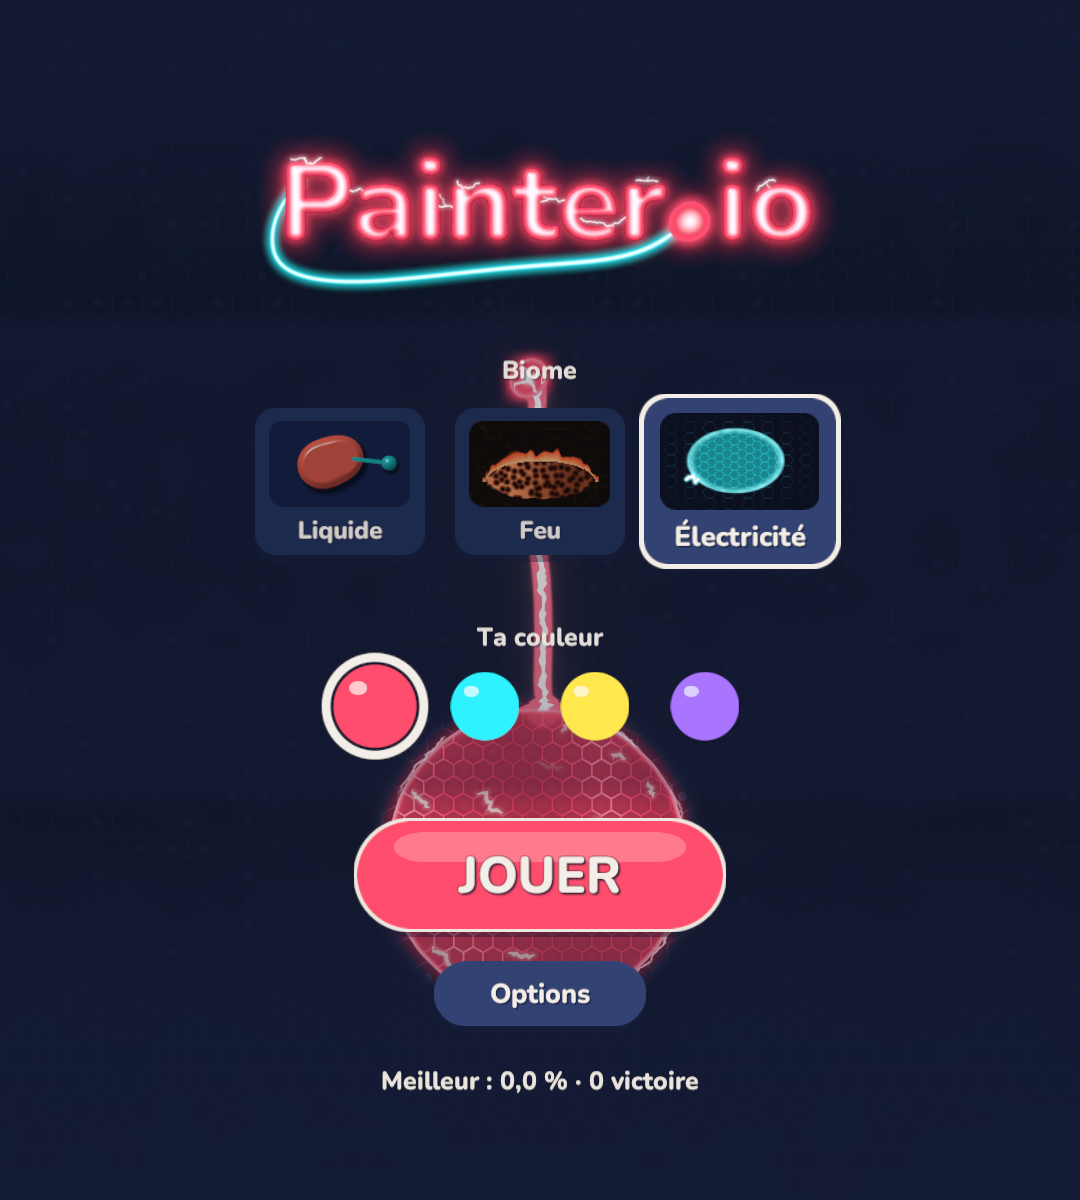 Painter.io
Biome
Liquide
Feu
Électricité
Ta couleur
JOUER
Options
Meilleur : 0,0 % · 0 victoire